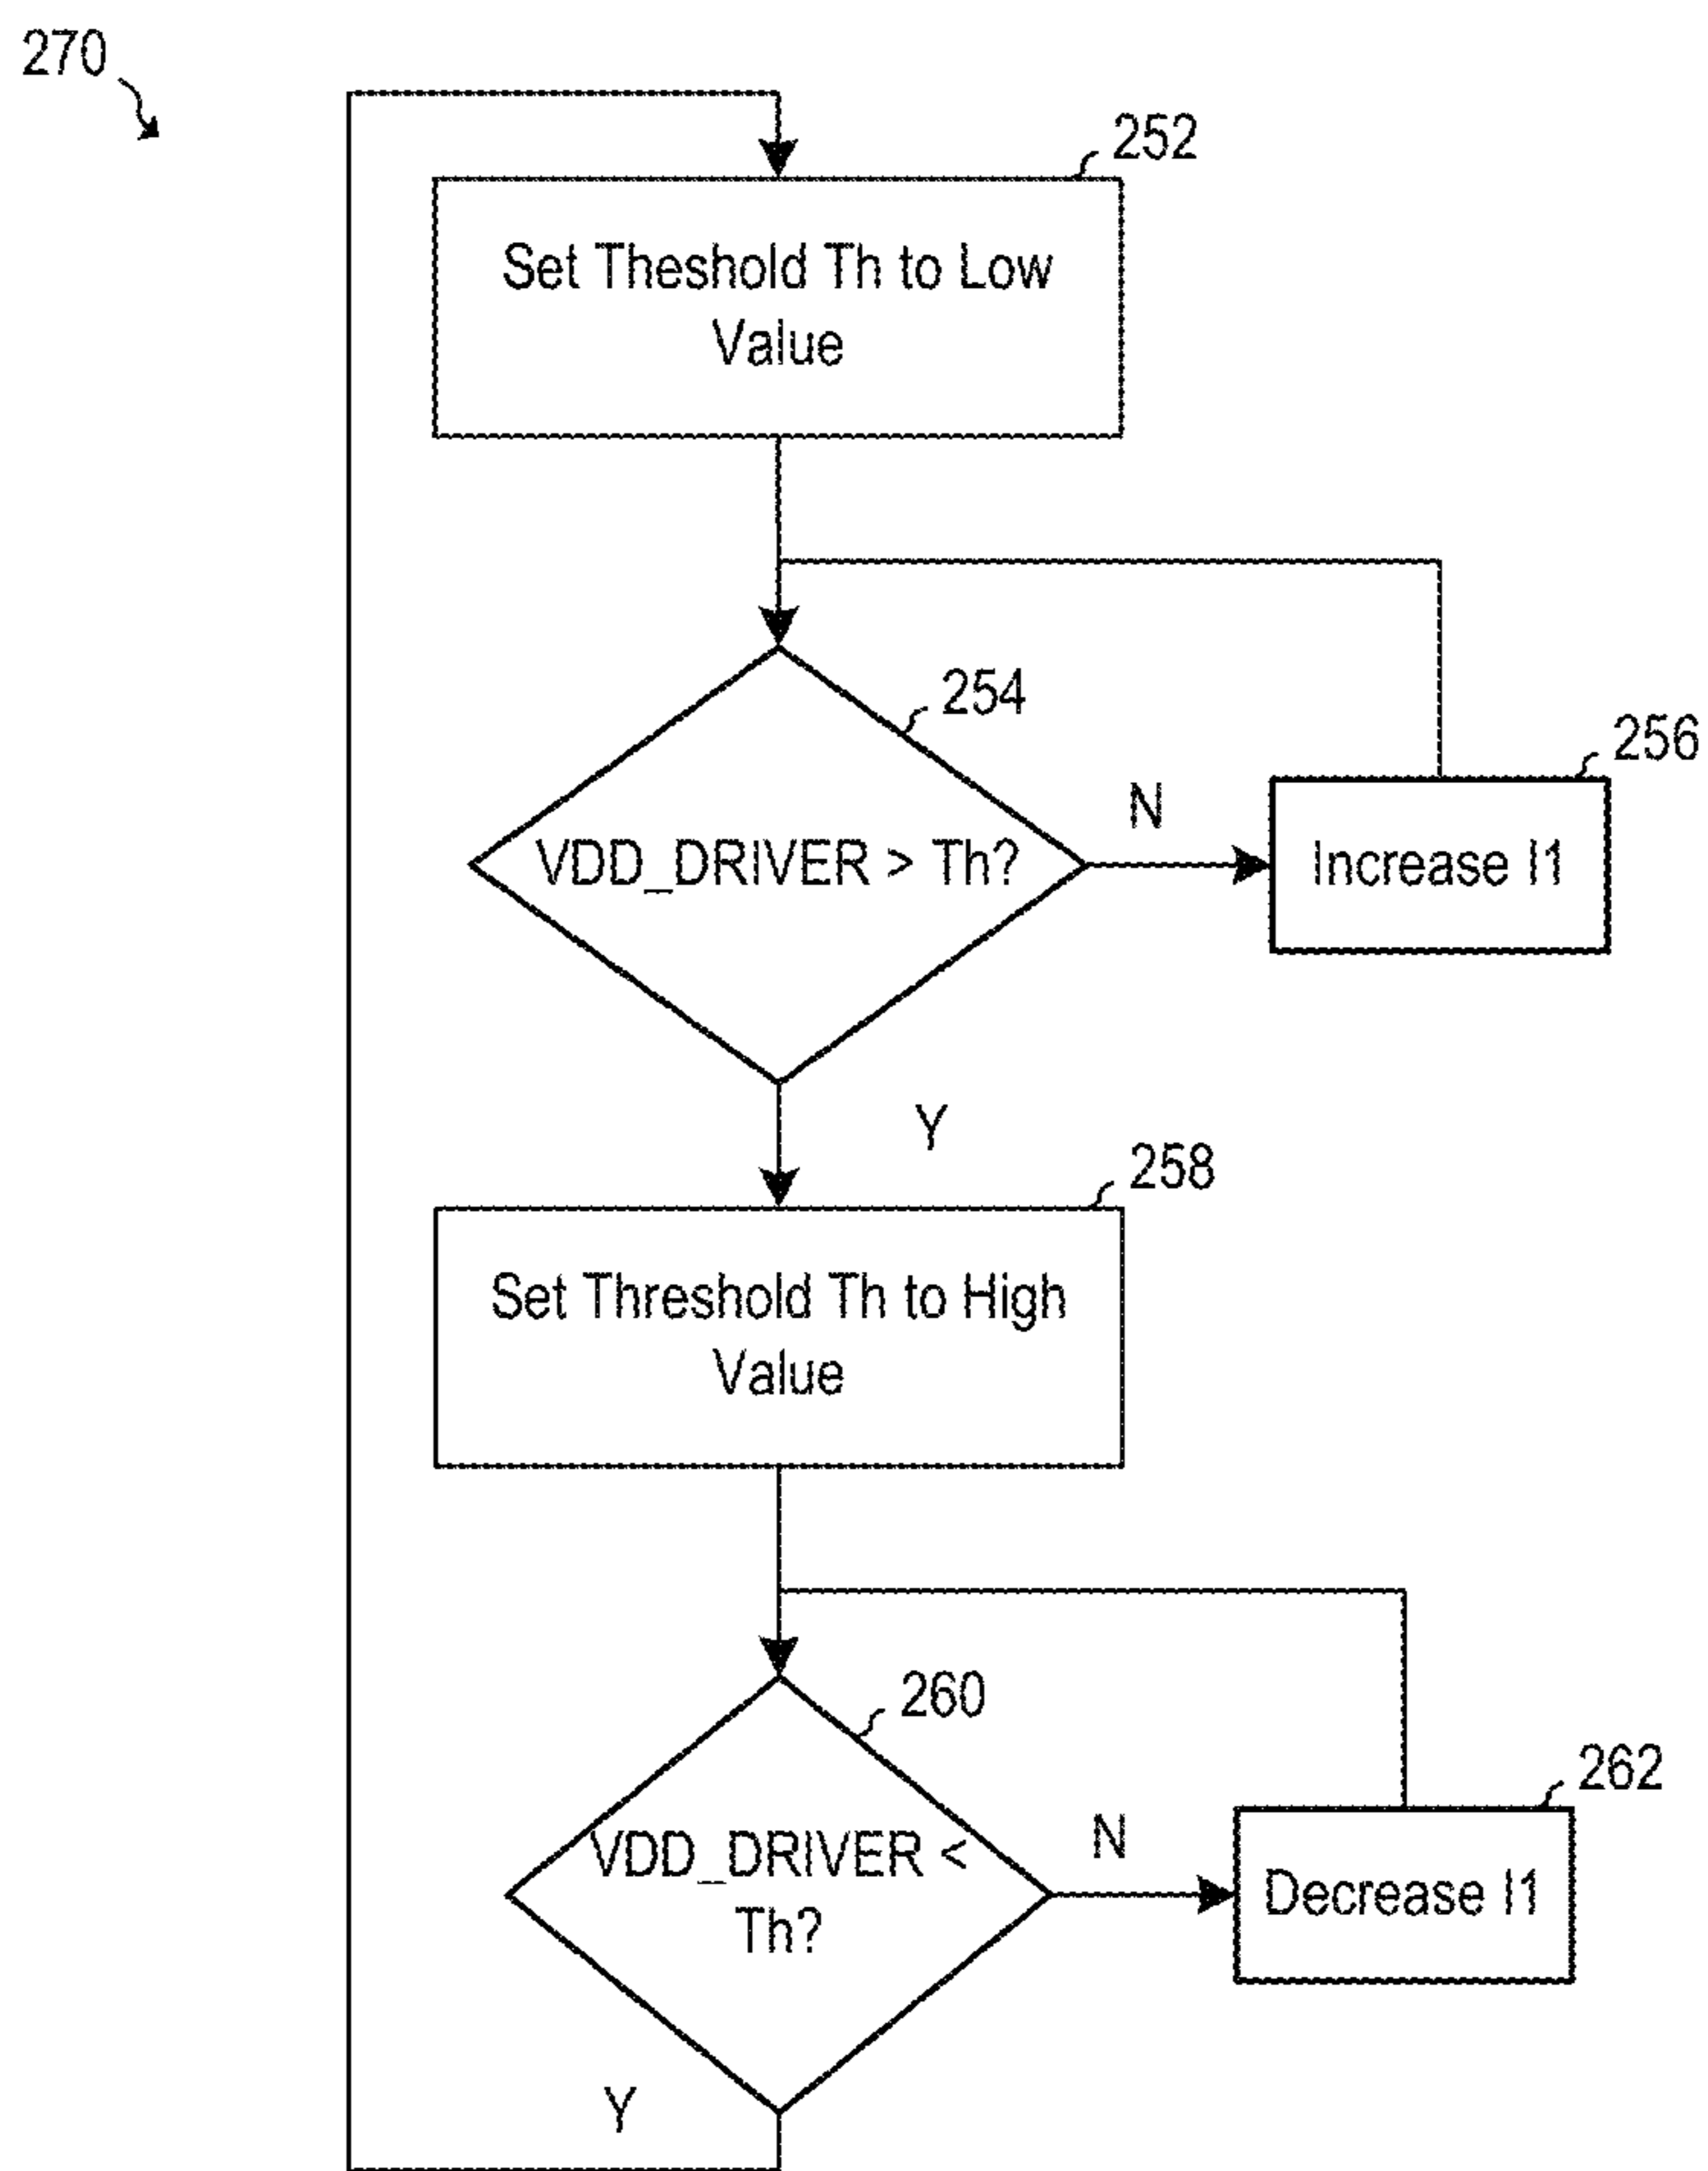 270
252
Set Theshold Th to Low
Value
254
256
VDD_DRIVER > Th?
N
Increase I1
Y
258
Set Threshold Th to High
Value
260
262
VDD_DRIVER <
Th?
N
Decrease I1
Y